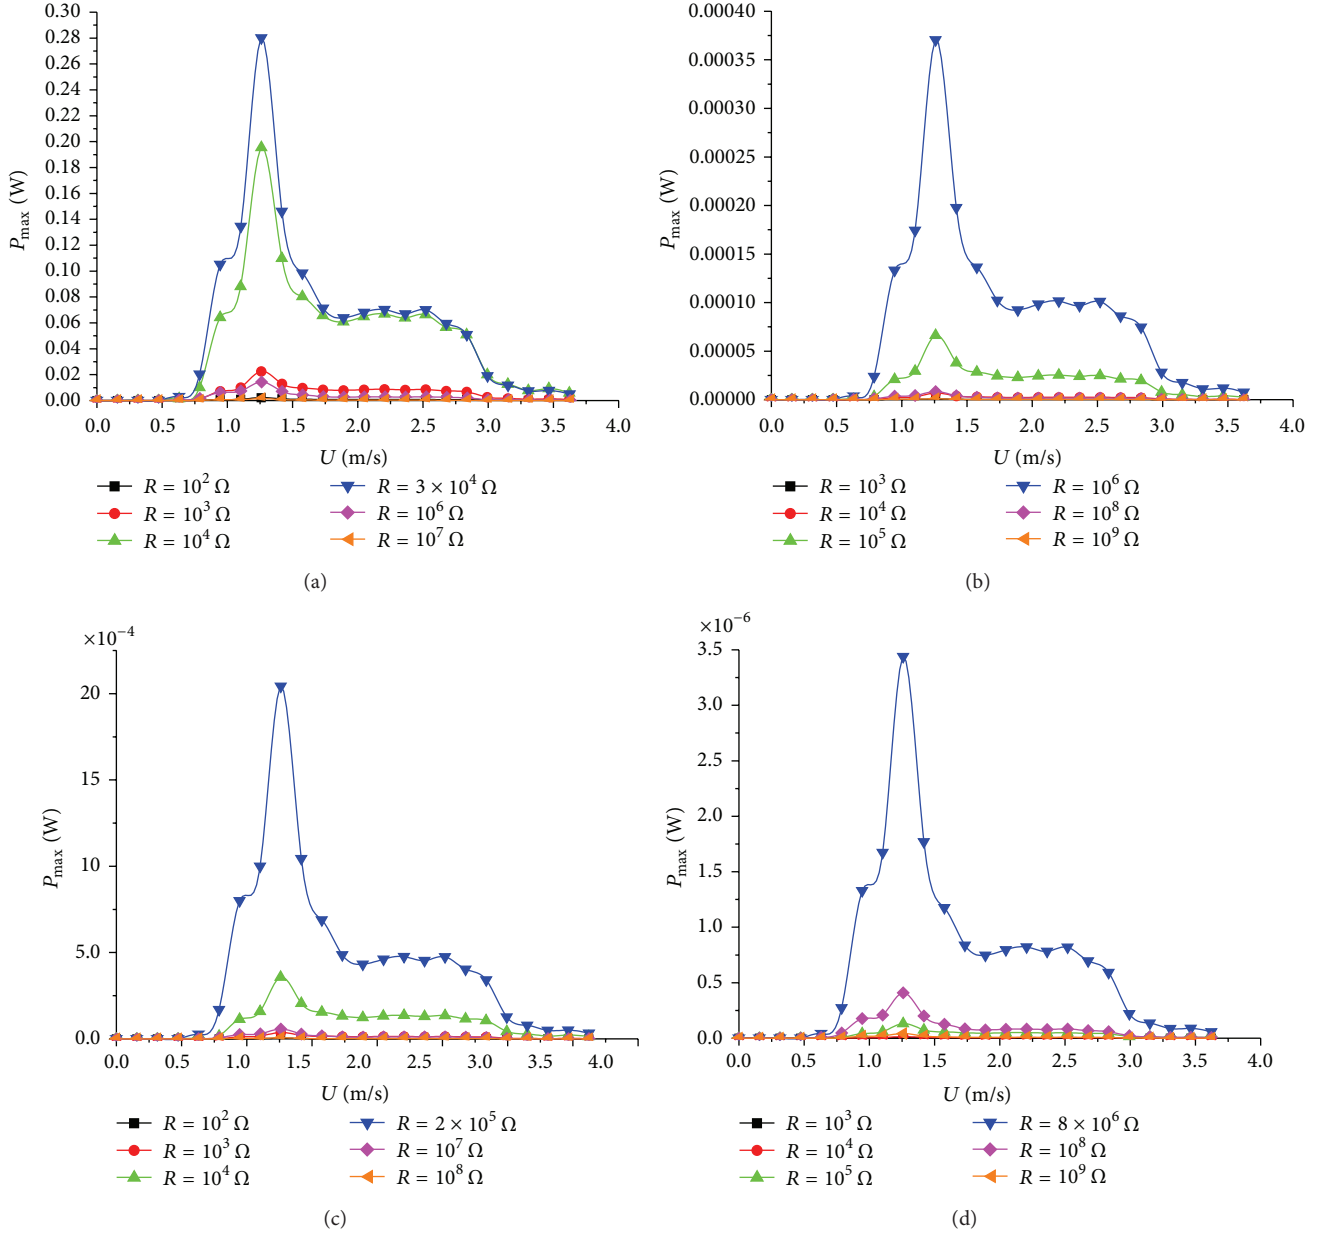 0.30
0.28
0.26
0.24
0.22
0.20
0.18
0.16
0.14
0.12
0.10
0.08
0.06
0.04
0.02
0.00
P_max (W)
0.0 0.5 1.0 1.5 2.0 2.5 3.0 3.5 4.0
U (m/s)
R = 10² Ω R = 3 × 10⁴ Ω
R = 10³ Ω R = 10⁶ Ω
R = 10⁴ Ω R = 10⁷ Ω
(a)
0.00040
0.00035
0.00030
0.00025
0.00020
0.00015
0.00010
0.00005
0.00000
P_max (W)
0.0 0.5 1.0 1.5 2.0 2.5 3.0 3.5 4.0
U (m/s)
R = 10³ Ω R = 10⁶ Ω
R = 10⁴ Ω R = 10⁸ Ω
R = 10⁵ Ω R = 10⁹ Ω
(b)
×10⁻⁴
20
15
10
5.0
0.0
P_max (W)
0.0 0.5 1.0 1.5 2.0 2.5 3.0 3.5 4.0
U (m/s)
R = 10² Ω R = 2 × 10⁵ Ω
R = 10³ Ω R = 10⁷ Ω
R = 10⁴ Ω R = 10⁸ Ω
(c)
×10⁻⁶
3.5
3.0
2.5
2.0
1.5
1.0
0.5
0.0
P_max (W)
0.0 0.5 1.0 1.5 2.0 2.5 3.0 3.5 4.0
U (m/s)
R = 10³ Ω R = 8 × 10⁶ Ω
R = 10⁴ Ω R = 10⁸ Ω
R = 10⁵ Ω R = 10⁹ Ω
(d)